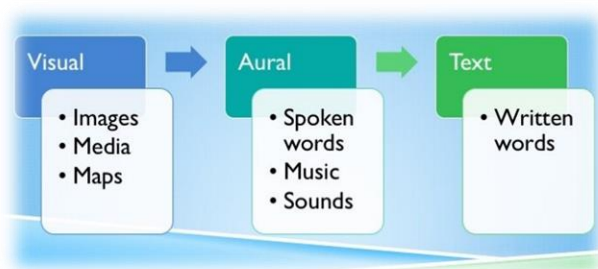 Visual
• Images
• Media
• Maps
Aural
• Spoken
words
• Music
• Sounds
Text
• Written
words